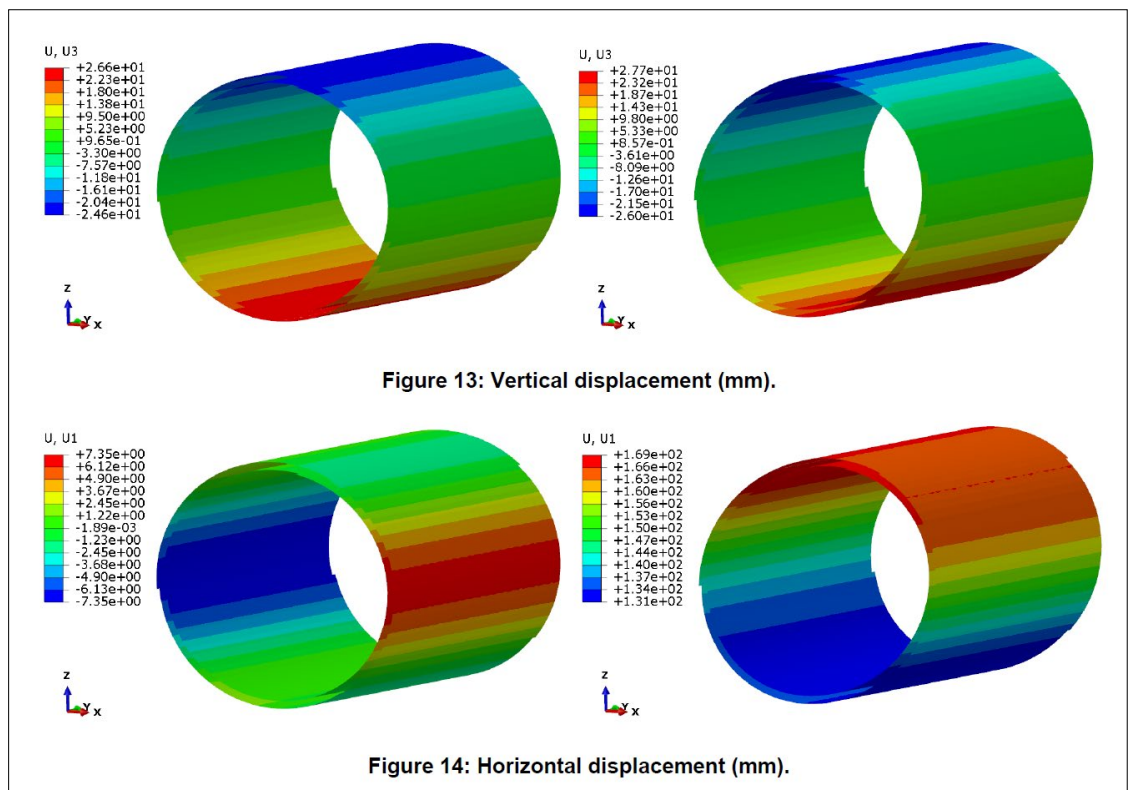 U, U3
+2.66e+01
+2.23e+01
+1.80e+01
+1.38e+01
+9.50e+00
+5.23e+00
+9.65e-01
-3.30e+00
-7.57e+00
-1.18e+01
-1.61e+01
-2.04e+01
-2.46e+01
Z
Y
X
U, U3
+2.77e+01
+2.32e+01
+1.87e+01
+1.43e+01
+9.80e+00
+5.33e+00
+8.57e-01
-3.61e+00
-8.09e+00
-1.26e+01
-1.70e+01
-2.15e+01
-2.60e+01
Z
Y
X
Figure 13: Vertical displacement (mm).
U, U1
+7.35e+00
+6.12e+00
+4.90e+00
+3.67e+00
+2.45e+00
+1.22e+00
-1.89e-03
-1.23e+00
-2.45e+00
-3.68e+00
-4.90e+00
-6.13e+00
-7.35e+00
Z
Y
X
U, U1
+1.69e+02
+1.66e+02
+1.63e+02
+1.60e+02
+1.56e+02
+1.53e+02
+1.50e+02
+1.47e+02
+1.44e+02
+1.40e+02
+1.37e+02
+1.34e+02
+1.31e+02
Z
Y
X
Figure 14: Horizontal displacement (mm).